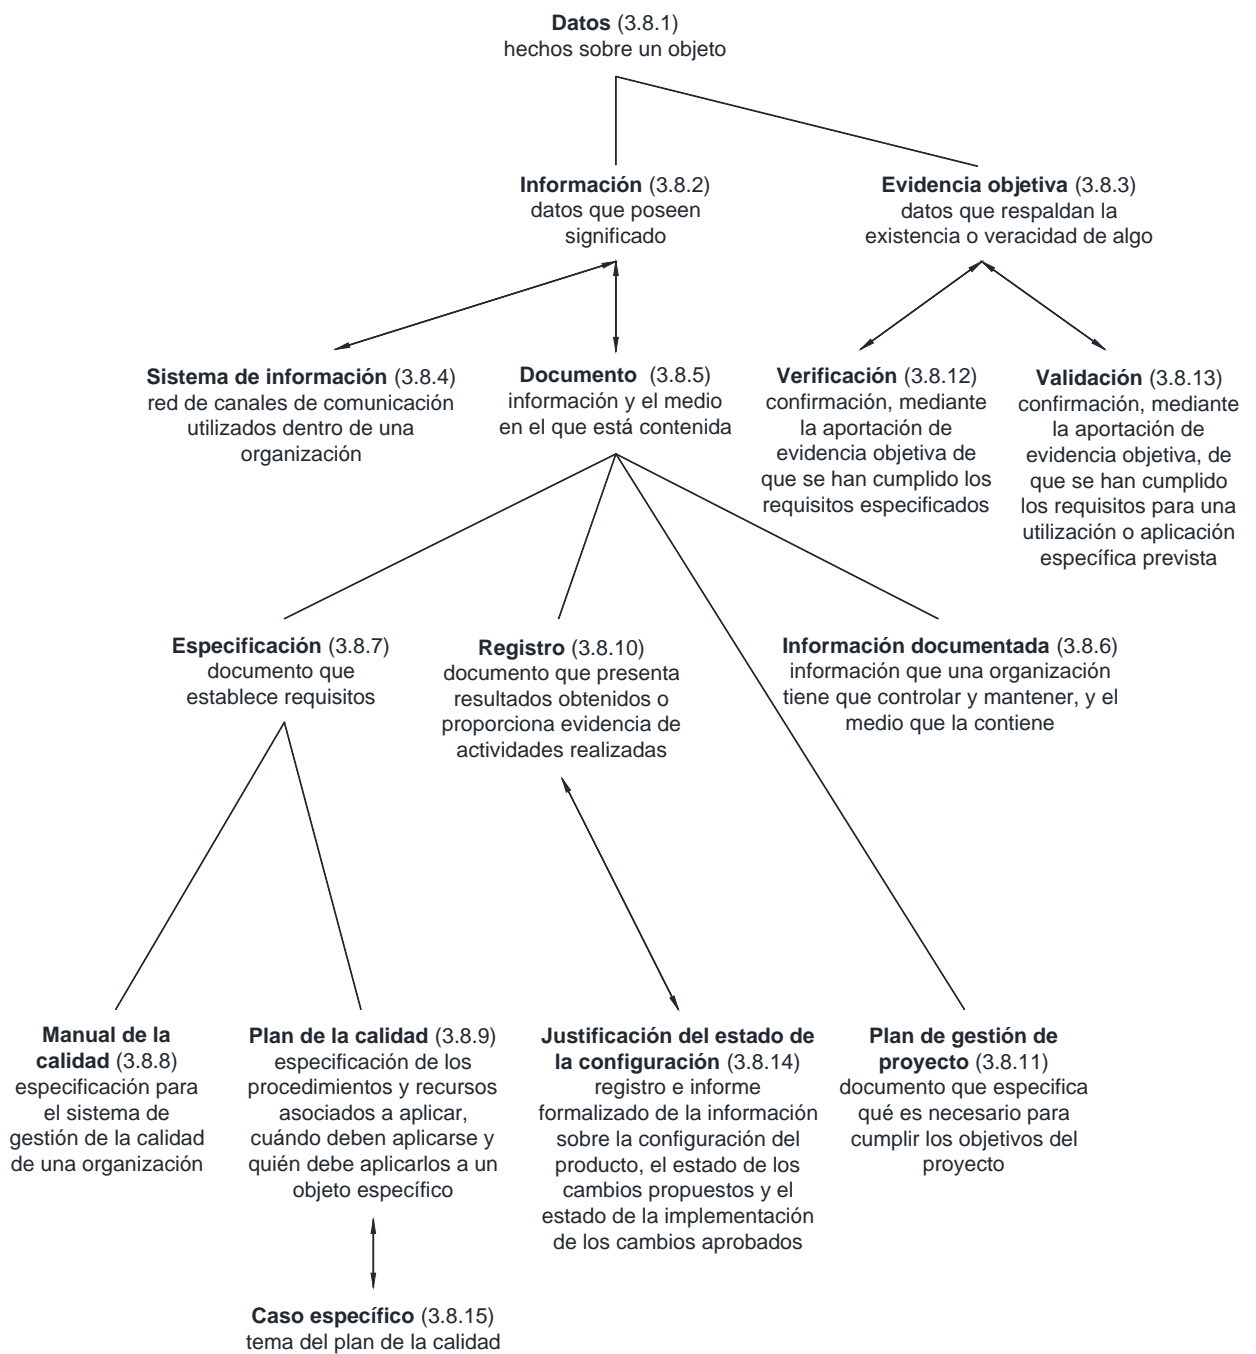 Datos (3.8.1)
hechos sobre un objeto
Información (3.8.2)
datos que poseen
significado
Evidencia objetiva (3.8.3)
datos que respaldan la
existencia o veracidad de algo
Sistema de información (3.8.4)
red de canales de comunicación
utilizados dentro de una
organización
Documento (3.8.5)
información y el medio
en el que está contenida
Verificación (3.8.12)
confirmación, mediante
la aportación de
evidencia objetiva de
que se han cumplido los
requisitos especificados
Validación (3.8.13)
confirmación, mediante
la aportación de
evidencia objetiva, de
que se han cumplido
los requisitos para una
utilización o aplicación
específica prevista
Especificación (3.8.7)
documento que
establece requisitos
Registro (3.8.10)
documento que presenta
resultados obtenidos o
proporciona evidencia de
actividades realizadas
Información documentada (3.8.6)
información que una organización
tiene que controlar y mantener, y el
medio que la contiene
Manual de la
calidad (3.8.8)
especificación para
el sistema de
gestión de la calidad
de una organización
Plan de la calidad (3.8.9)
especificación de los
procedimientos y recursos
asociados a aplicar,
cuándo deben aplicarse y
quién debe aplicarlos a un
objeto específico
Justificación del estado de
la configuración (3.8.14)
registro e informe
formalizado de la información
sobre la configuración del
producto, el estado de los
cambios propuestos y el
estado de la implementación
de los cambios aprobados
Plan de gestión de
proyecto (3.8.11)
documento que especifica
qué es necesario para
cumplir los objetivos del
proyecto
Caso específico (3.8.15)
tema del plan de la calidad